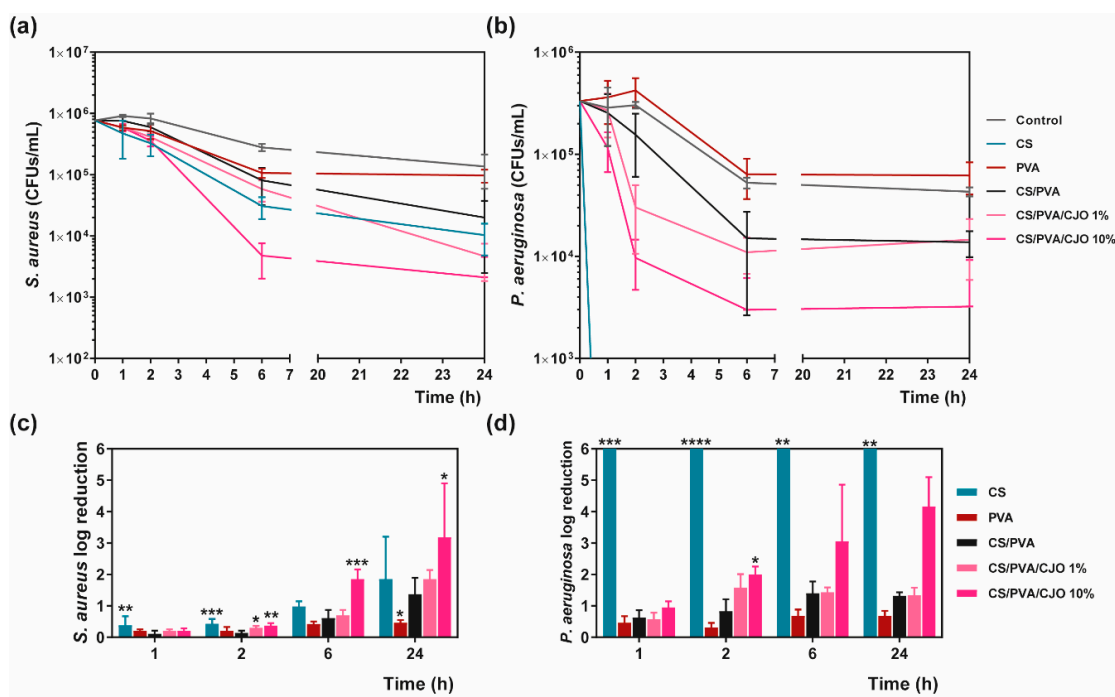 (a)
1×10^7
1×10^6
1×10^5
1×10^4
1×10^3
1×10^2
S. aureus (CFUs/mL)
0 1 2 3 4 5 6 7 20 21 22 23 24
Time (h)
(b)
1×10^6
1×10^5
1×10^4
1×10^3
P. aeruginosa (CFUs/mL)
0 1 2 3 4 5 6 7 20 21 22 23 24
Time (h)
Control
CS
PVA
CS/PVA
CS/PVA/CJO 1%
CS/PVA/CJO 10%
(c)
6
5
4
3
2
1
0
S. aureus log reduction
** *** * ** *** * *
1 2 6 24
Time (h)
(d)
6
5
4
3
2
1
0
P. aeruginosa log reduction
*** **** * ** **
1 2 6 24
Time (h)
CS
PVA
CS/PVA
CS/PVA/CJO 1%
CS/PVA/CJO 10%